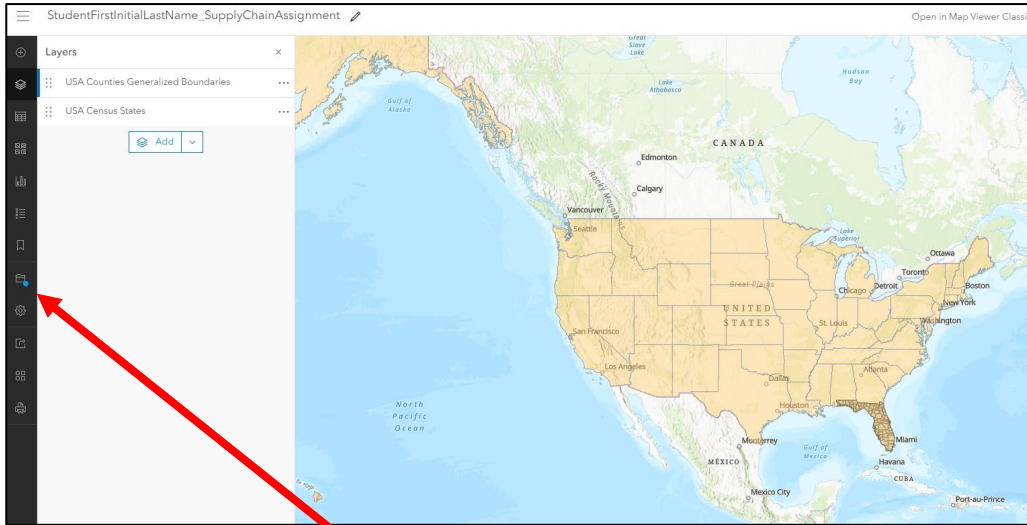 StudentFirstInitialLastName_SupplyChainAssignment
Open in Map Viewer Classi
Layers
USA Counties Generalized Boundaries
USA Census States
Add
Great
Slave
Lake
Lake
Athabasca
Hudson
Bay
Gulf of
Alaska
CANADA
Edmonton
Calgary
Rocky Mountains
Vancouver
Seattle
Lake
Superior
Ottawa
Toronto
Great Plains
Chicago
Detroit
Boston
New York
UNITED
STATES
St. Louis
Washington
San Francisco
Los Angeles
Atlanta
Dallas
North
Pacific
Ocean
Houston
Monterrey
Gulf of
Mexico
Miami
MÉXICO
Havana
CUBA
Mexico City
Port-au-Prince